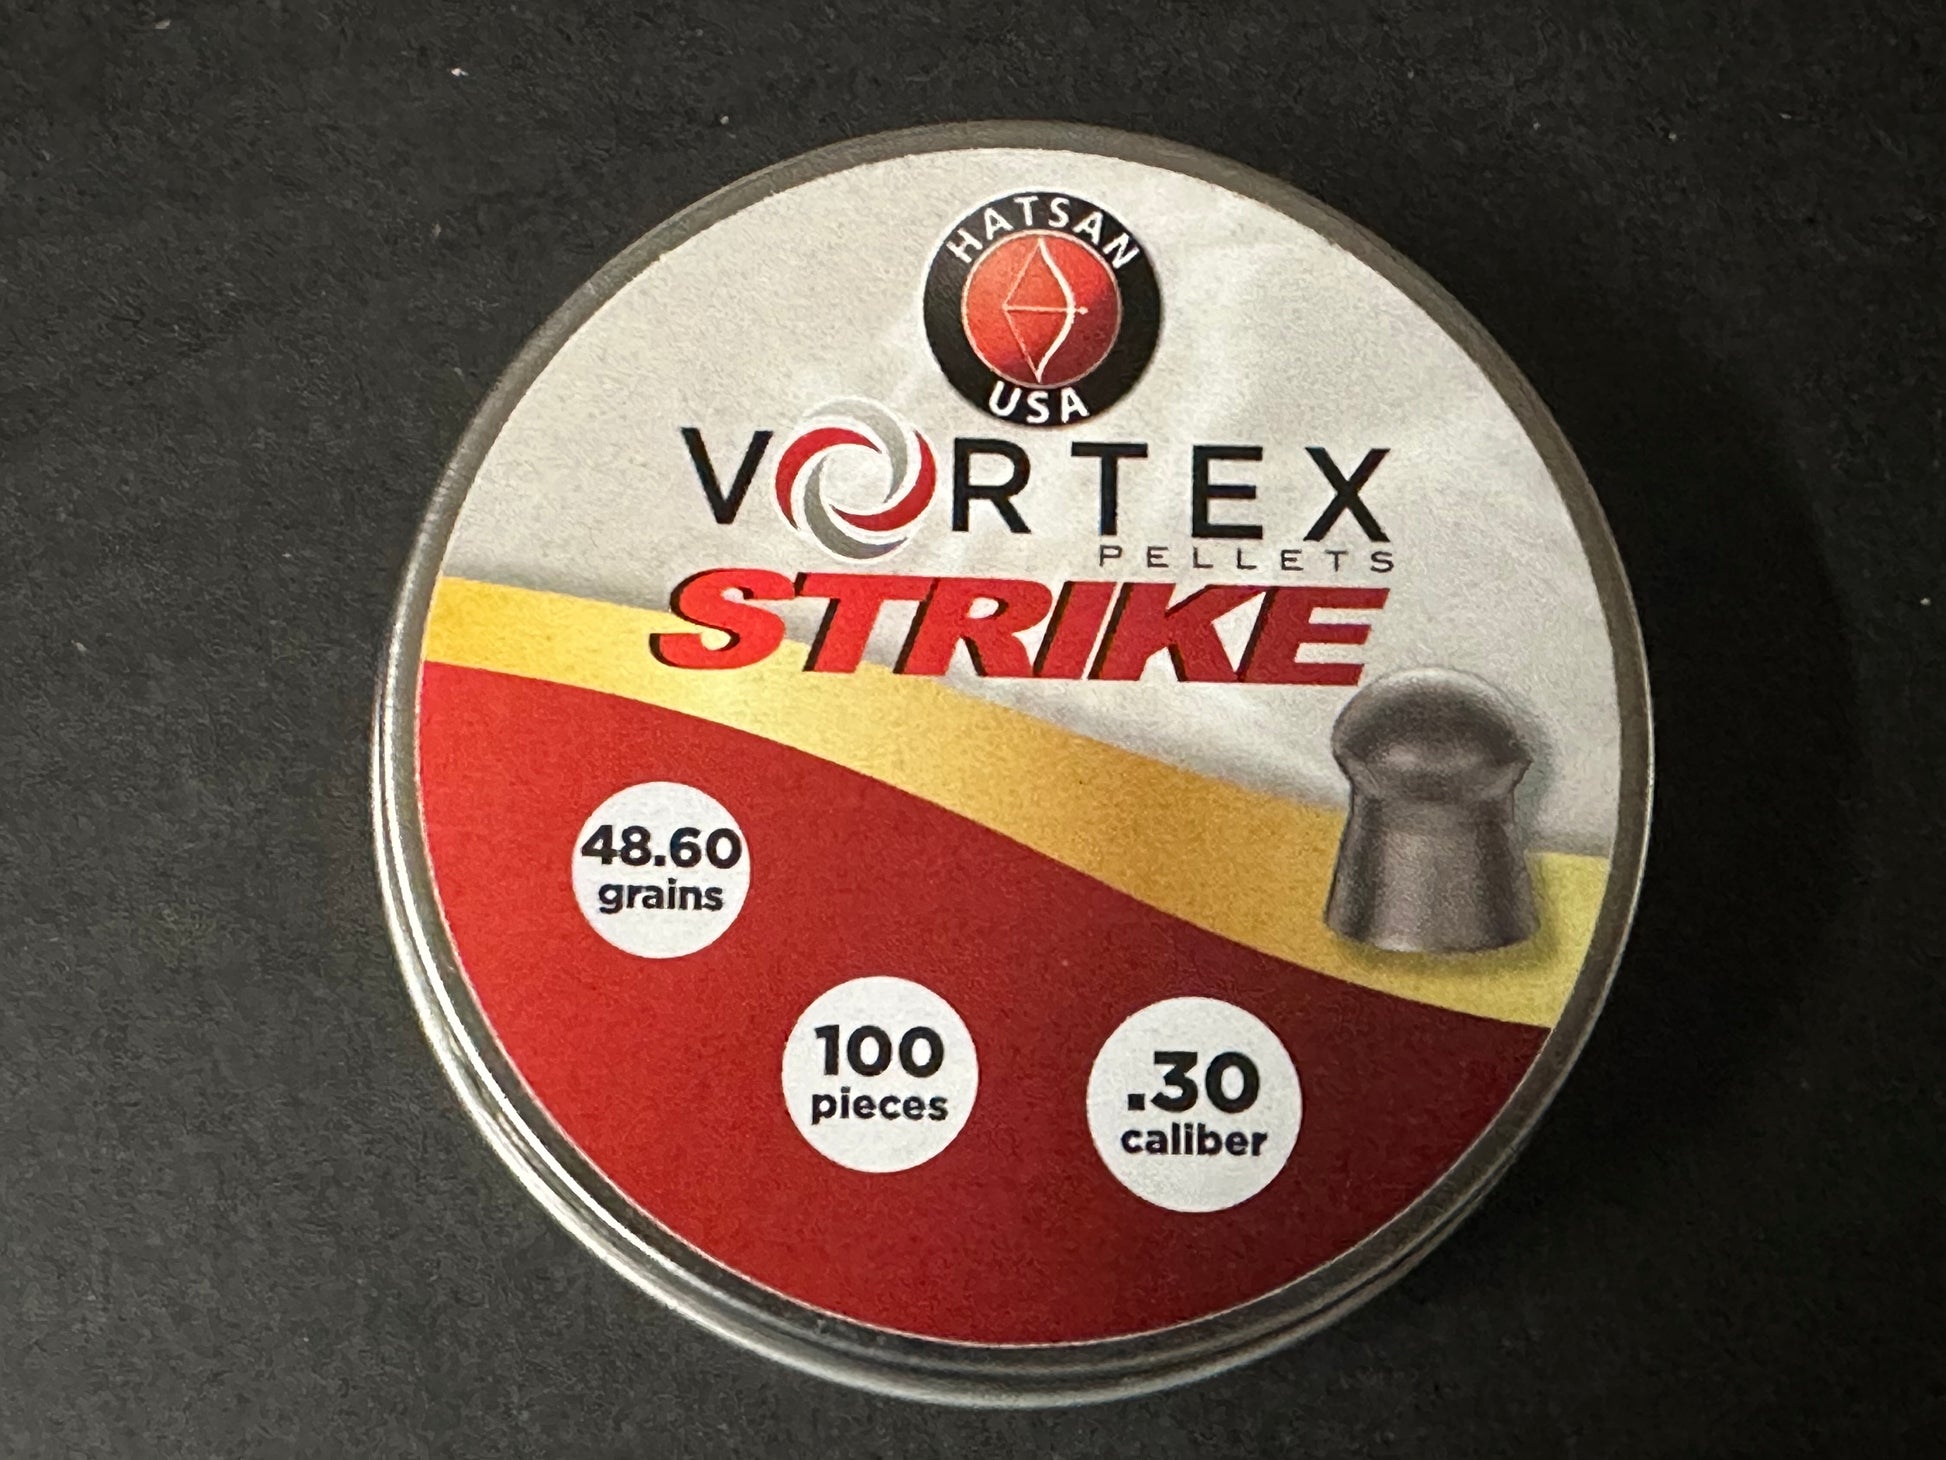 HATSAN
USA
VORTEX
PELLETS
STRIKE
48.60
grains
100
pieces
.30
caliber